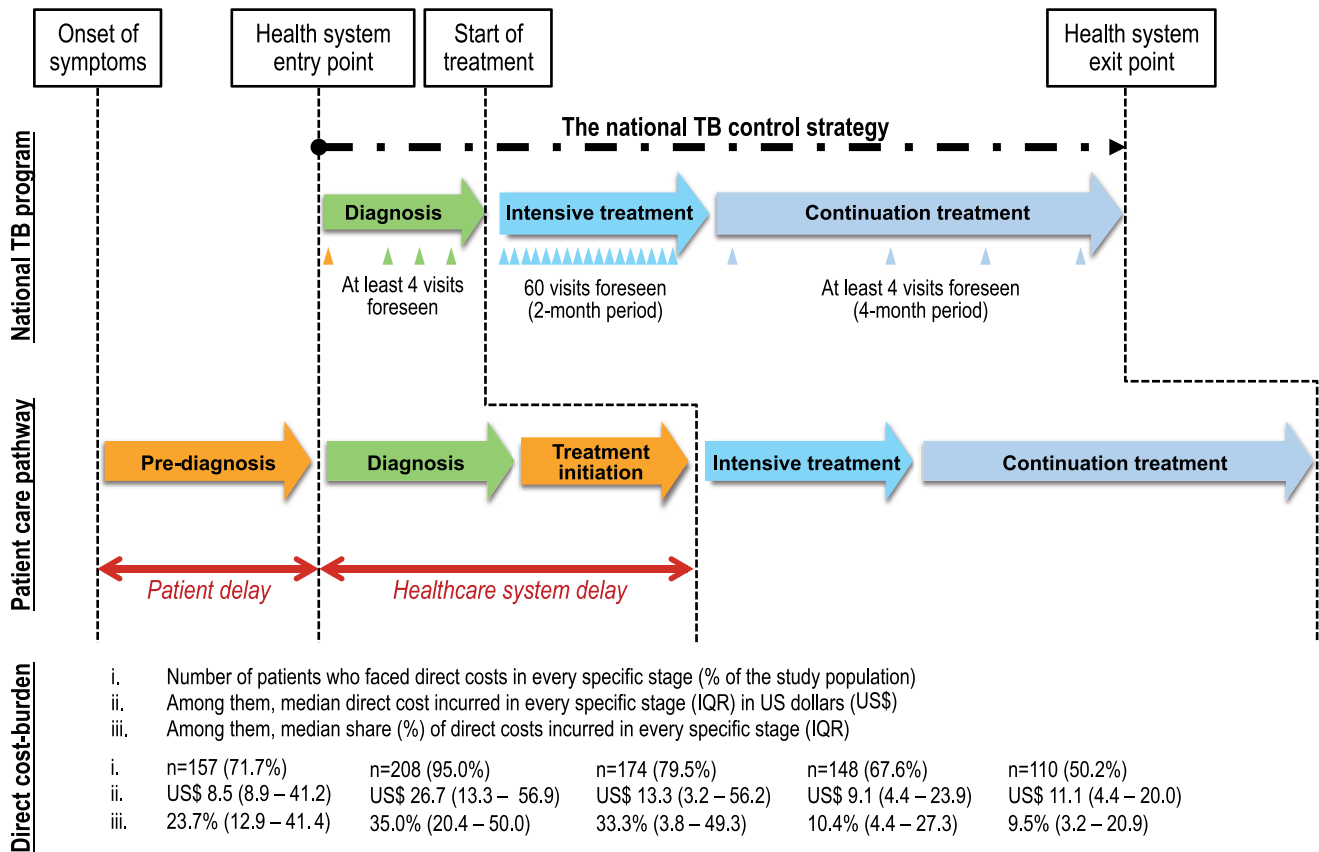 Onset of
symptoms
Health system
entry point
Start of
treatment
Health system
exit point
National TB program
The national TB control strategy
Diagnosis
Intensive treatment
Continuation treatment
At least 4 visits
foreseen
60 visits foreseen
(2-month period)
At least 4 visits foreseen
(4-month period)
Patient care pathway
Pre-diagnosis
Diagnosis
Treatment
initiation
Intensive treatment
Continuation treatment
Patient delay
Healthcare system delay
Direct cost-burden
i. Number of patients who faced direct costs in every specific stage (% of the study population)
ii. Among them, median direct cost incurred in every specific stage (IQR) in US dollars (US$)
iii. Among them, median share (%) of direct costs incurred in every specific stage (IQR)
i. n=157 (71.7%) n=208 (95.0%) n=174 (79.5%) n=148 (67.6%) n=110 (50.2%)
ii. US$ 8.5 (8.9 – 41.2) US$ 26.7 (13.3 – 56.9) US$ 13.3 (3.2 – 56.2) US$ 9.1 (4.4 – 23.9) US$ 11.1 (4.4 – 20.0)
iii. 23.7% (12.9 – 41.4) 35.0% (20.4 – 50.0) 33.3% (3.8 – 49.3) 10.4% (4.4 – 27.3) 9.5% (3.2 – 20.9)